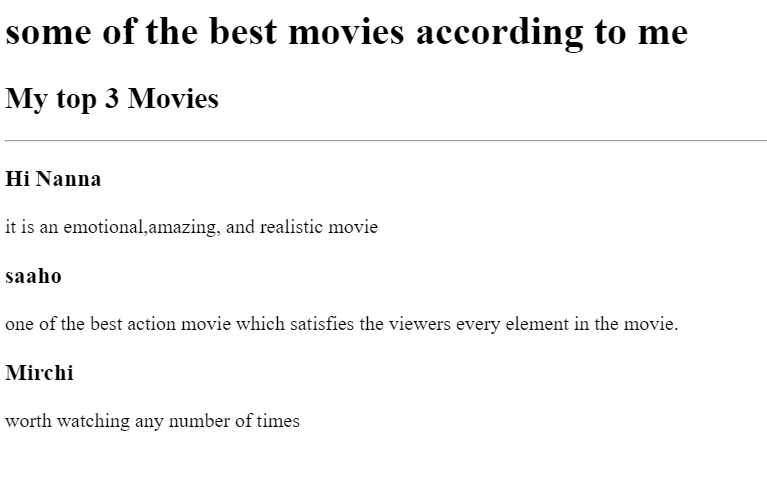 some of the best movies according to me
My top 3 Movies
Hi Nanna
it is an emotional,amazing, and realistic movie
saaho
one of the best action movie which satisfies the viewers every element in the movie.
Mirchi
worth watching any number of times